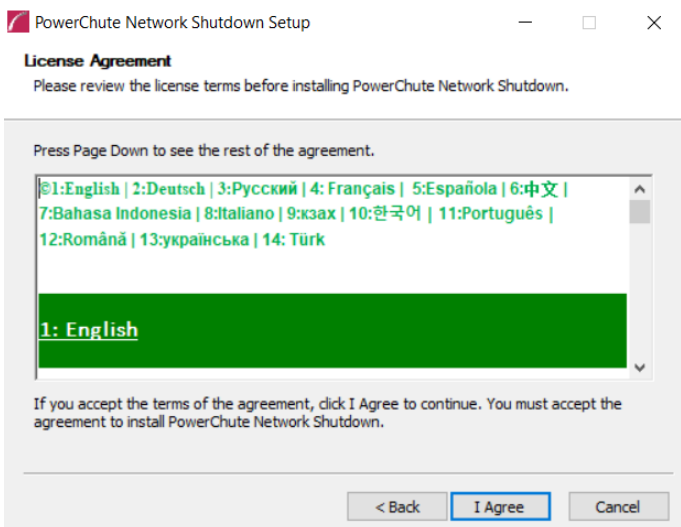 PowerChute Network Shutdown Setup
License Agreement
Please review the license terms before installing PowerChute Network Shutdown.
Press Page Down to see the rest of the agreement.
©1:English | 2:Deutsch | 3:Русский | 4: Français | 5:Española | 6:中文 |
7:Bahasa Indonesia | 8:Italiano | 9:кзах | 10:한국어 | 11:Português |
12:Română | 13:українська | 14: Türk
1: English
If you accept the terms of the agreement, click I Agree to continue. You must accept the
agreement to install PowerChute Network Shutdown.
< Back I Agree Cancel